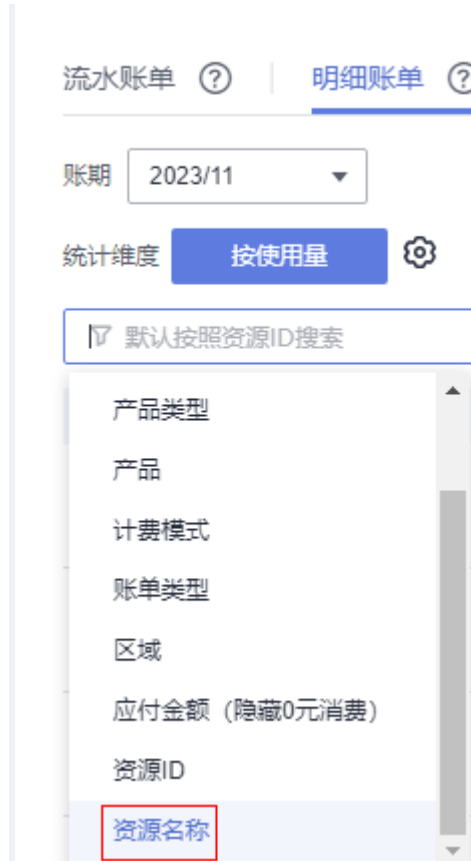 流水账单 ? 明细账单 ?
账期 2023/11
统计维度 按使用量
默认按照资源ID搜索
产品类型
产品
计费模式
账单类型
区域
应付金额（隐藏0元消费）
资源ID
资源名称